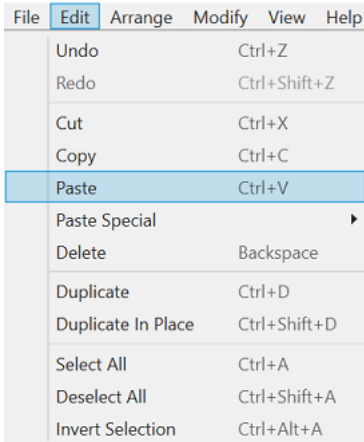 File Edit Arrange Modify View Help
Undo Ctrl+Z
Redo Ctrl+Shift+Z
Cut Ctrl+X
Copy Ctrl+C
Paste Ctrl+V
Paste Special
Delete Backspace
Duplicate Ctrl+D
Duplicate In Place Ctrl+Shift+D
Select All Ctrl+A
Deselect All Ctrl+Shift+A
Invert Selection Ctrl+Alt+A